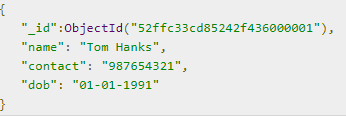 {
"_id":ObjectId("52ffc33cd85242f436000001"),
"name": "Tom Hanks",
"contact": "987654321",
"dob": "01-01-1991"
}